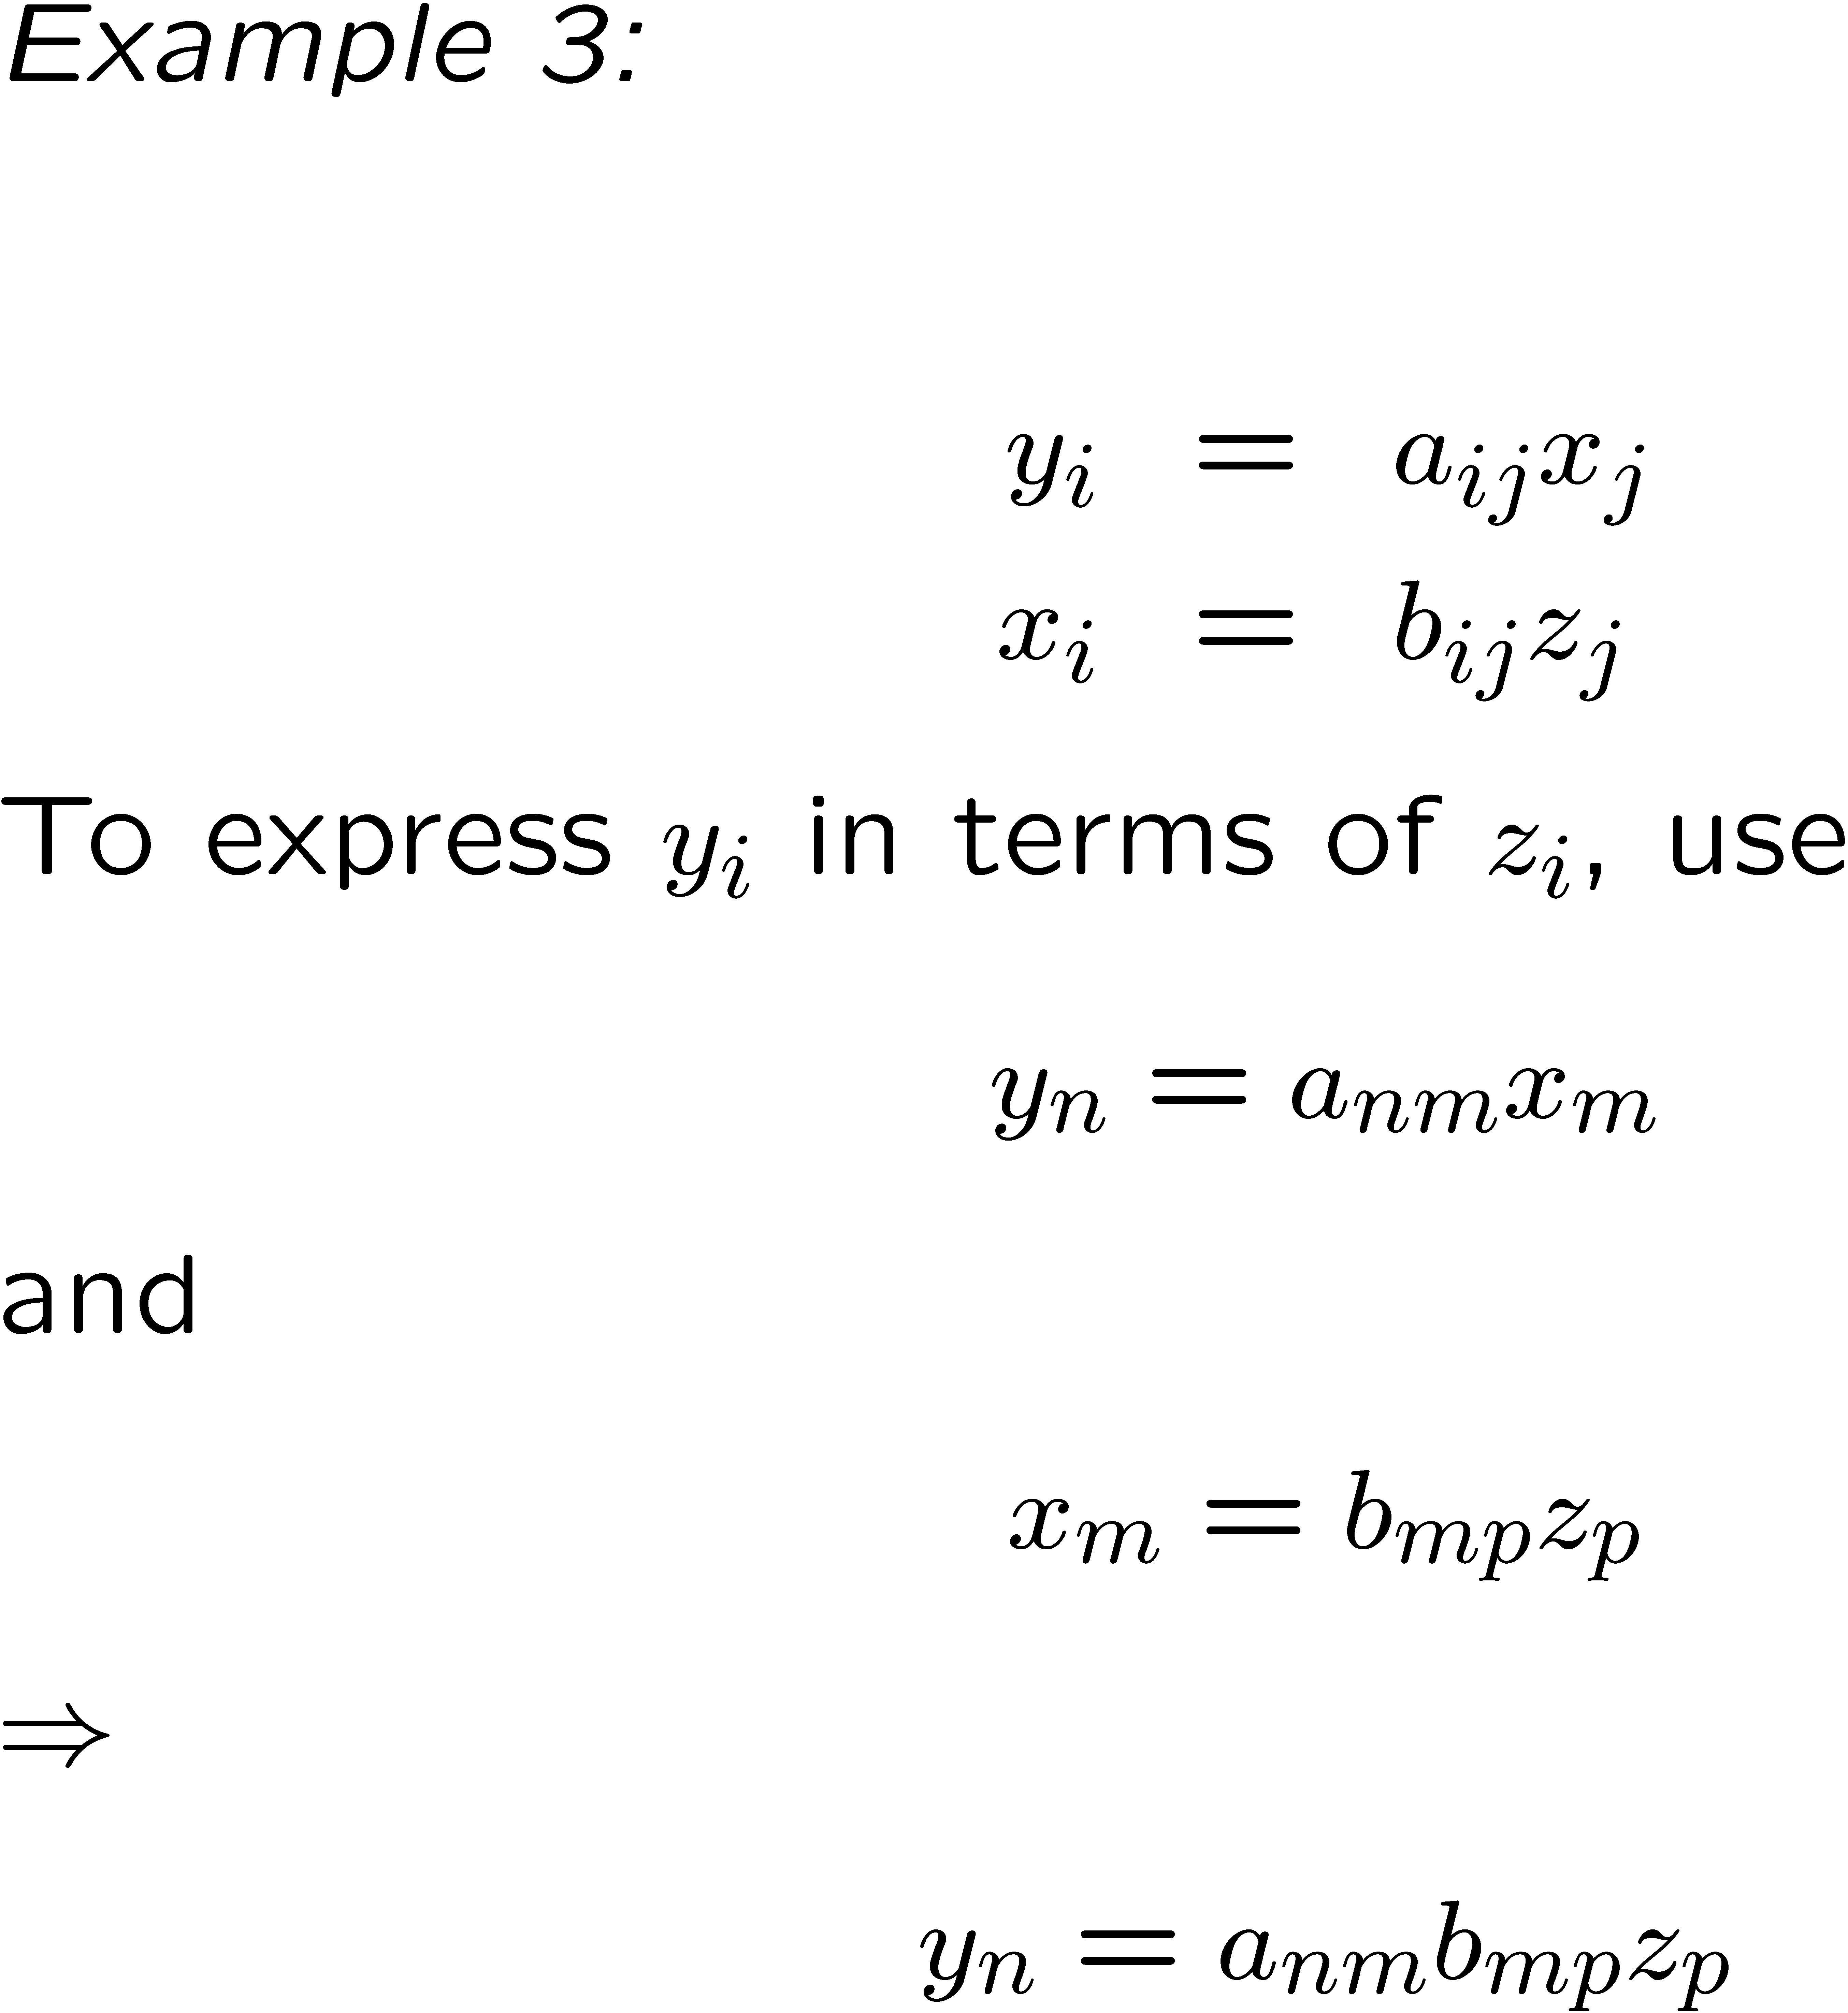 Example 3:
y_i = a_{ij}x_j
x_i = b_{ij}z_j
To express y_i in terms of z_i, use
y_n = a_{nm}x_m
and
x_m = b_{mp}z_p
⇒
y_n = a_{nm}b_{mp}z_p